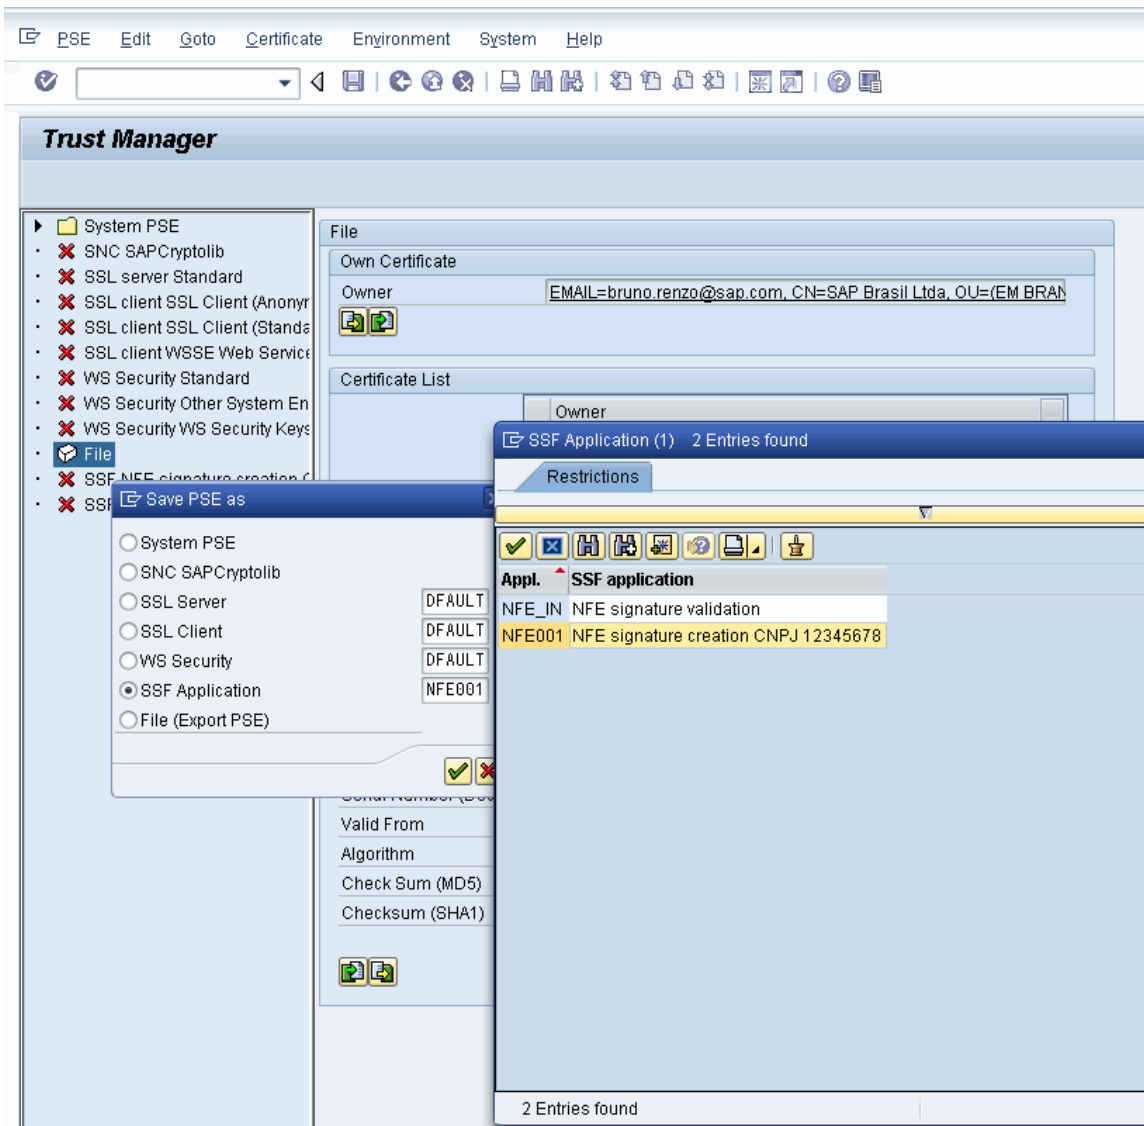 PSE Edit Goto Certificate Environment System Help
Trust Manager
System PSE
SNC SAPCryptolib
SSL server Standard
SSL client SSL Client (Anonyr
SSL client SSL Client (Standa
SSL client WSSE Web Service
WS Security Standard
WS Security Other System En
WS Security WS Security Keys
File
SSF NFE signature creation C
SSF
File
Own Certificate
Owner EMAIL=bruno.renzo@sap.com, CN=SAP Brasil Ltda, OU=(EM BRAN
Certificate List
Owner
Save PSE as
System PSE
SNC SAPCryptolib
SSL Server DFAULT
SSL Client DFAULT
WS Security DFAULT
SSF Application NFE001
File (Export PSE)
Valid From
Algorithm
Check Sum (MD5)
Checksum (SHA1)
SSF Application (1) 2 Entries found
Restrictions
Appl. SSF application
NFE_IN NFE signature validation
NFE001 NFE signature creation CNPJ 12345678
2 Entries found